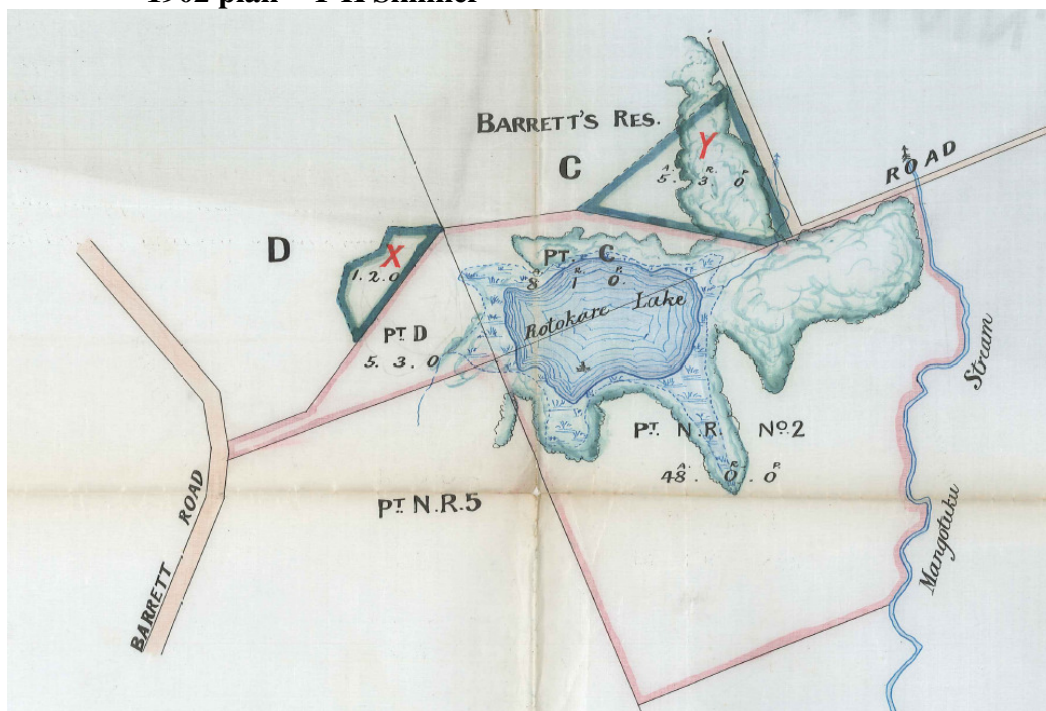 1902 plan
BARRETT'S RES.
C
Y
A. R. P.
5. 3. 0
ROAD
D
X
1. 2. 0
PT. C
A. R. P.
8 1 0.
Rotokare Lake
PT D
5. 3. 0
PT. N.R. No. 2
A. R. P.
48. 0. 0
Stream
PT. N.R. 5
BARRETT ROAD
Mangotuku